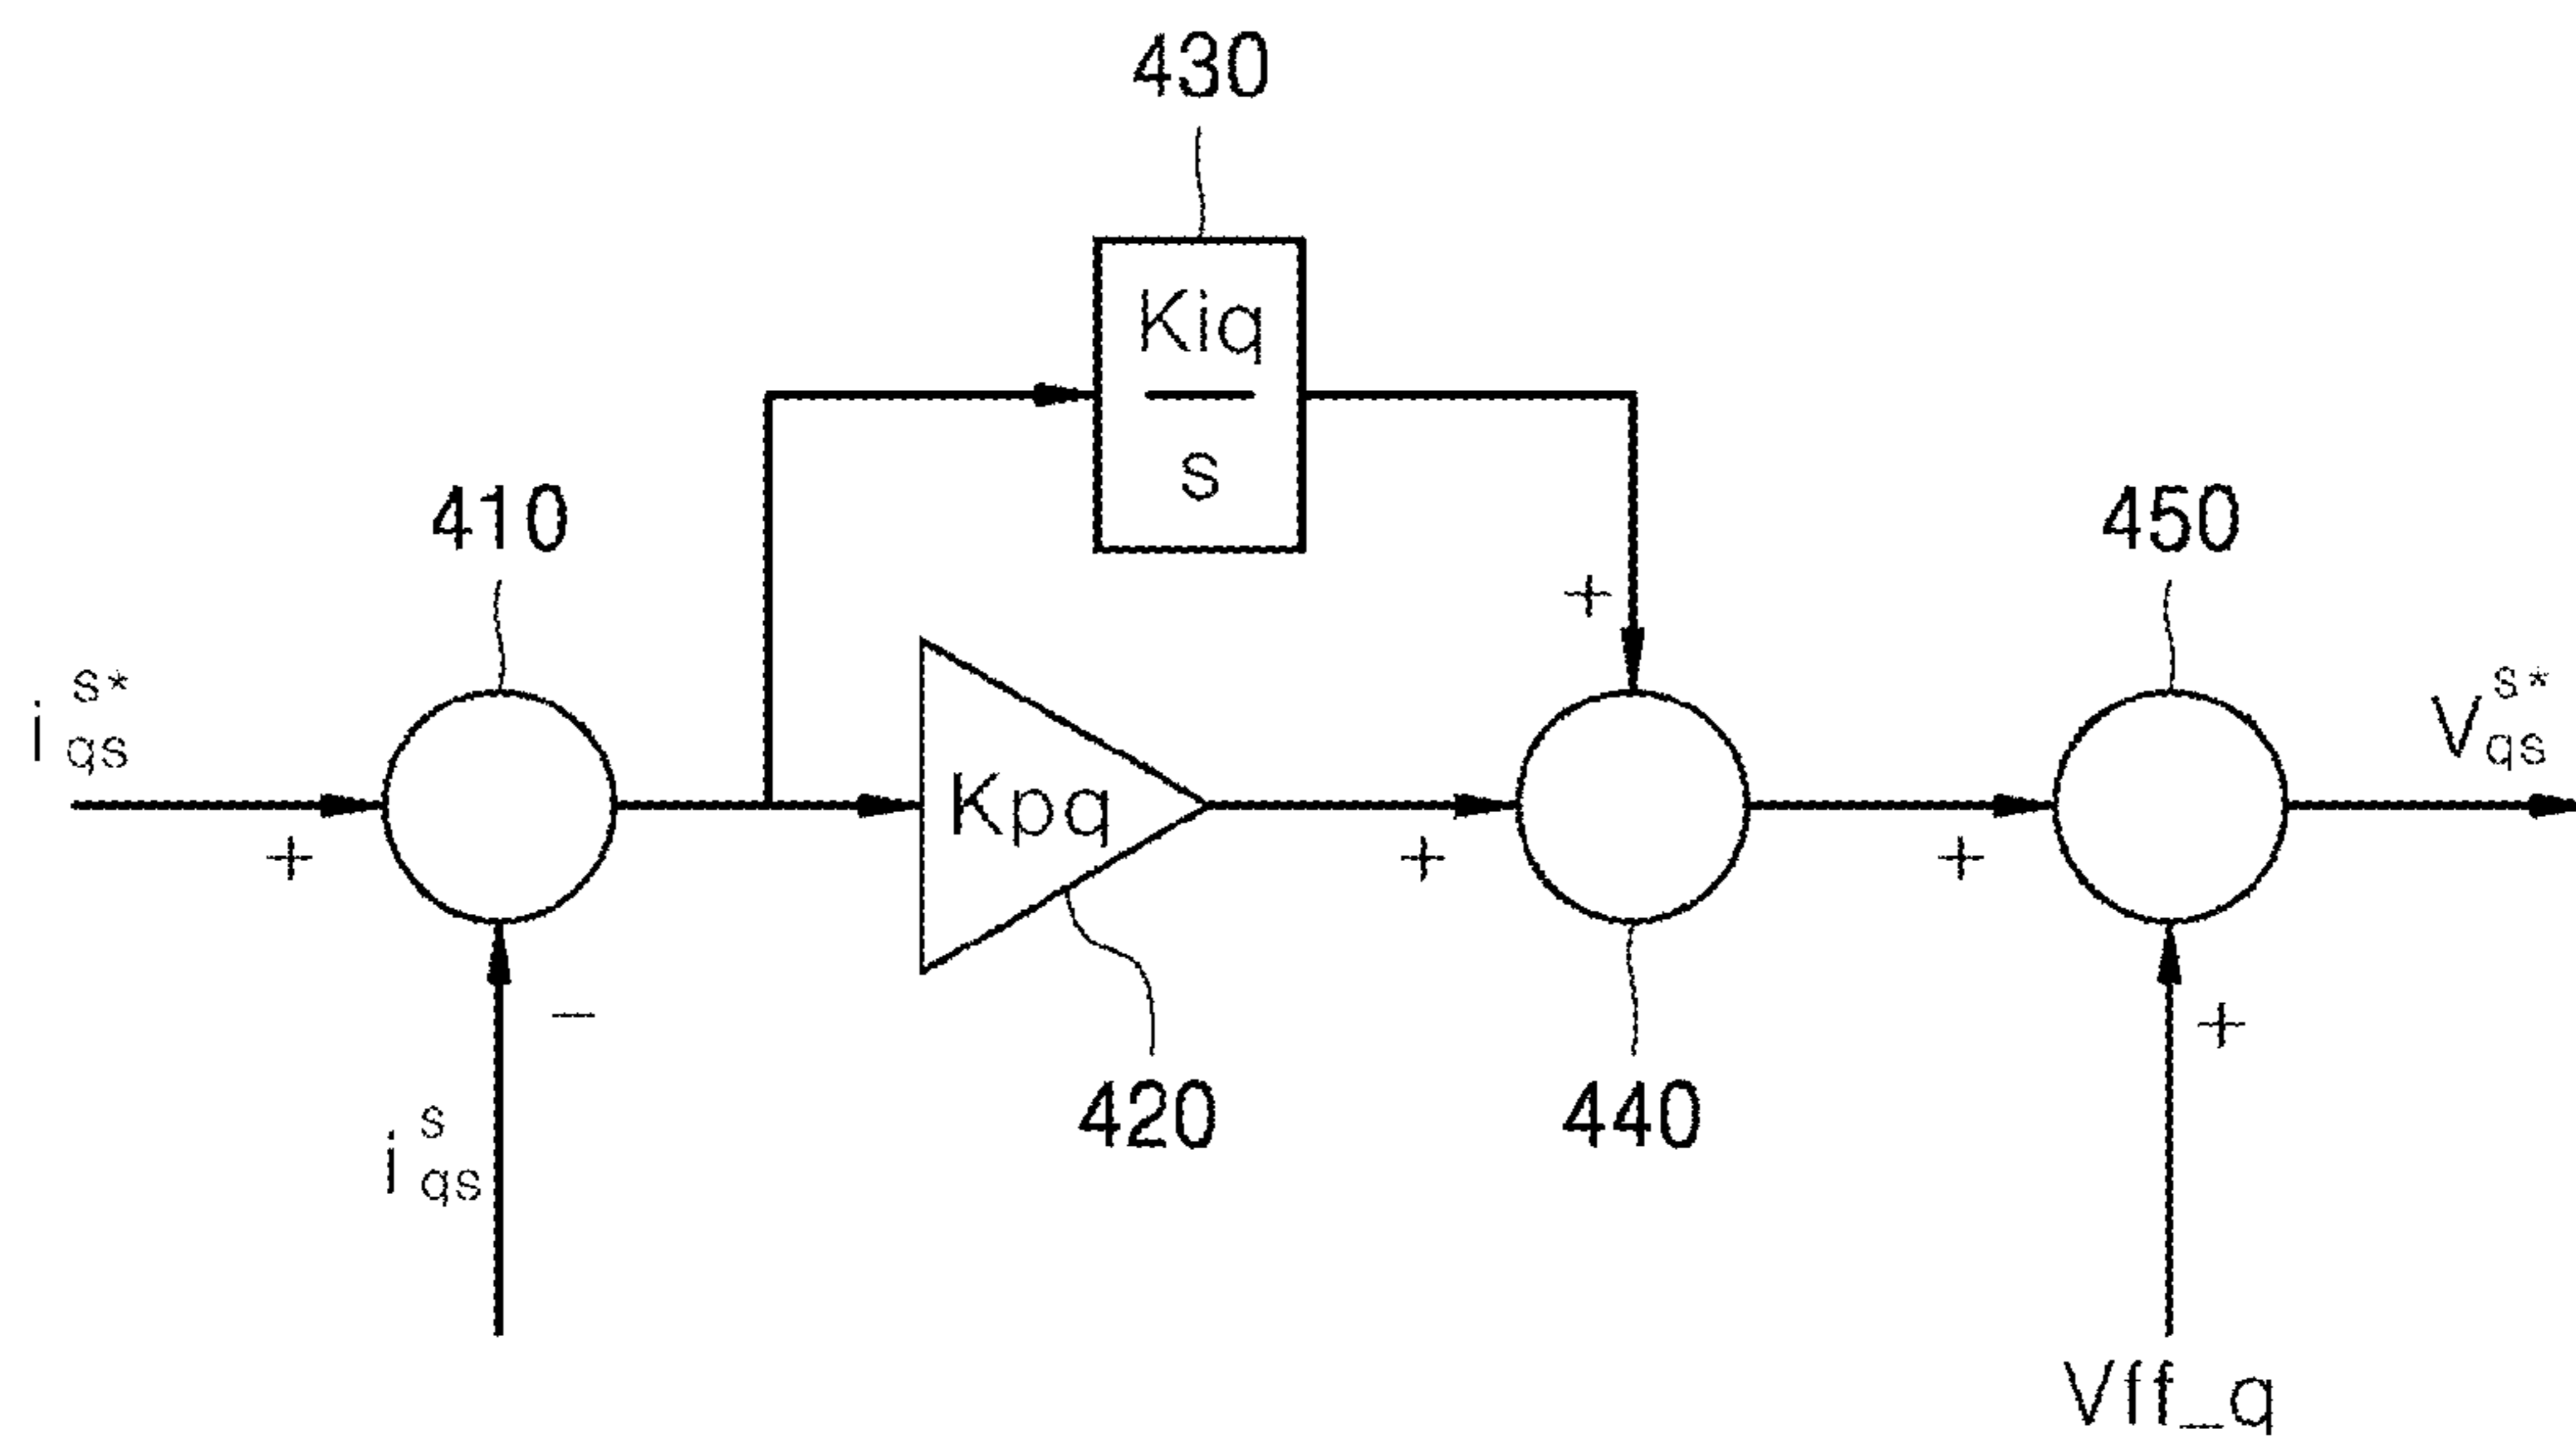 430
Kiq
s
410
450
+
i qs s*
V qs s*
Kpq
+
+
+
−
+
i qs s
420
440
Vff_q